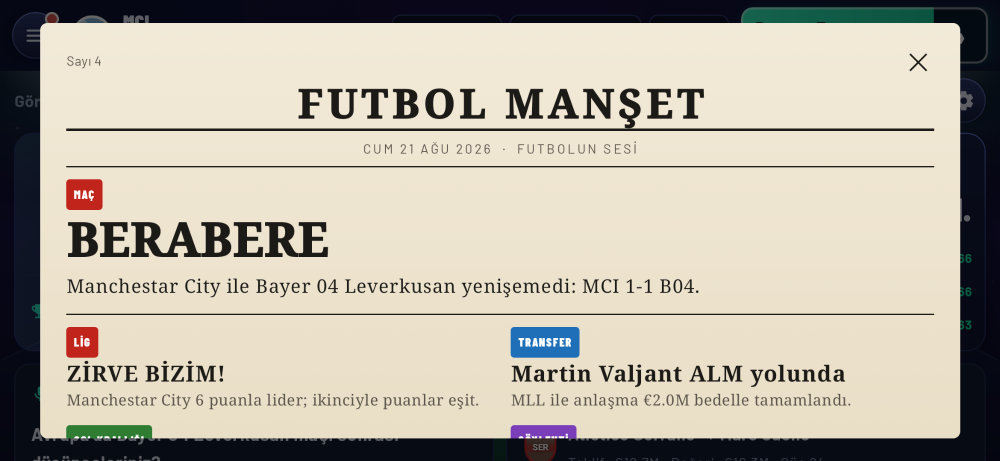 MCI
Sayı 4
FUTBOL MANŞET
CUM 21 AĞU 2026 · FUTBOLUN SESİ
MAÇ
BERABERE
Manchestar City ile Bayer 04 Leverkusan yenişemedi: MCI 1-1 B04.
LİG
ZİRVE BİZİM!
Manchestar City 6 puanla lider; ikinciyle puanlar eşit.
TRANSFER
Martin Valjant ALM yolunda
MLL ile anlaşma €2.0M bedelle tamamlandı.
SER